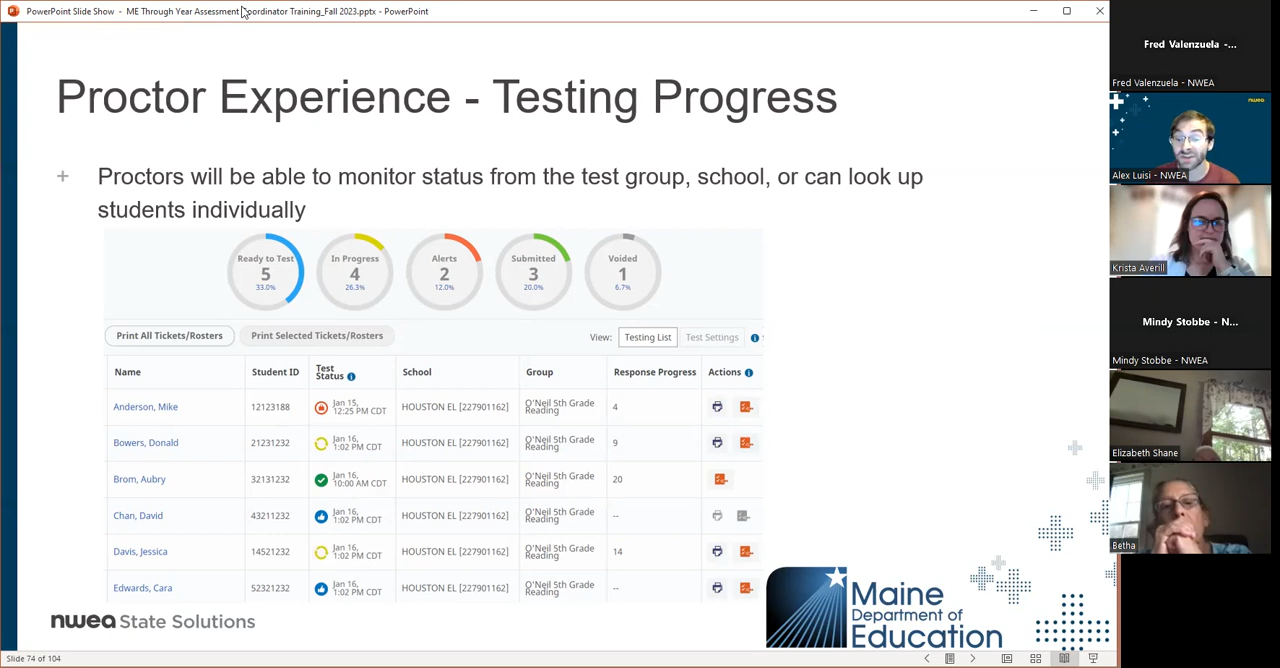 PowerPoint Slide Show - ME Through Year Assessment Coordinator Training_Fall 2023.pptx - PowerPoint
Proctor Experience - Testing Progress
Proctors will be able to monitor status from the test group, school, or can look up
students individually
Ready to Test 5 33.0%
In Progress 4 26.3%
Alerts 2 12.0%
Submitted 3 20.0%
Voided 1 6.7%
Print All Tickets/Rosters Print Selected Tickets/Rosters View: Testing List Test Settings
Name Student ID Test Status School Group Response Progress Actions
Anderson, Mike 12123188 Jan 15, 12:25 PM CDT HOUSTON EL [227901162] O'Neil 5th Grade Reading 4
Bowers, Donald 21231232 Jan 16, 1:02 PM CDT HOUSTON EL [227901162] O'Neil 5th Grade Reading 9
Brom, Aubry 32131232 Jan 16, 10:00 AM CDT HOUSTON EL [227901162] O'Neil 5th Grade Reading 20
Chan, David 43211232 Jan 16, 1:02 PM CDT HOUSTON EL [227901162] O'Neil 5th Grade Reading --
Davis, Jessica 14521232 Jan 16, 1:02 PM CDT HOUSTON EL [227901162] O'Neil 5th Grade Reading 14
Edwards, Cara 52321232 Jan 16, 1:02 PM CDT HOUSTON EL [227901162] O'Neil 5th Grade Reading --
nwea State Solutions
Maine
Department of
Education
Slide 74 of 104
Fred Valenzuela -...
Fred Valenzuela - NWEA
nwea
Alex Luisi - NWEA
Krista Averill
Mindy Stobbe - N...
Mindy Stobbe - NWEA
Elizabeth Shane
Betha